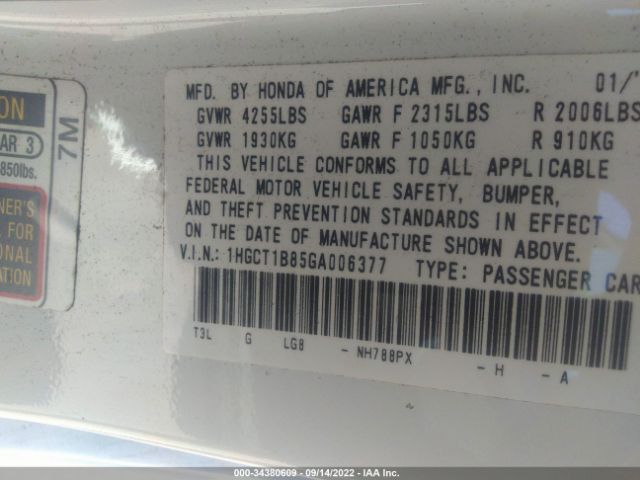 ON
AR 3
850lbs.
7M
NER'S
L FOR
ONAL
ATION
MFD. BY HONDA OF AMERICA MFG., INC. 01/'
GVWR 4255LBS GAWR F 2315LBS R 2006LBS
GVWR 1930KG GAWR F 1050KG R 910KG
THIS VEHICLE CONFORMS TO ALL APPLICABLE
FEDERAL MOTOR VEHICLE SAFETY, BUMPER,
AND THEFT PREVENTION STANDARDS IN EFFECT
ON THE DATE OF MANUFACTURE SHOWN ABOVE.
V.I.N.: 1HGCT1B85GA006377 TYPE: PASSENGER CAR
T3L G LG8 - NH788PX - H - A
000-34380609 - 09/14/2022 - IAA Inc.